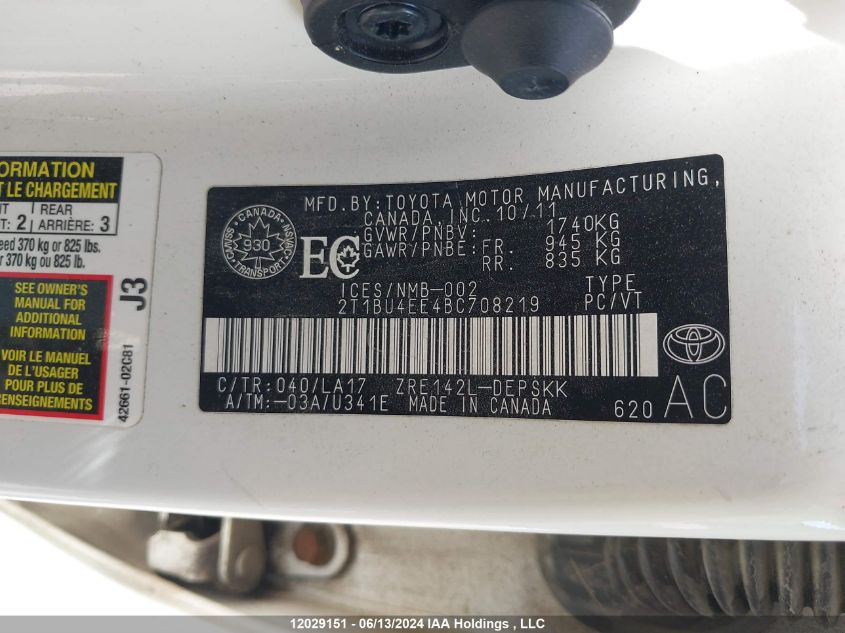 ORMATION
T LE CHARGEMENT
NT REAR
T: 2 ARRIÈRE: 3
eed 370 kg or 825 lbs.
r 370 kg ou 825 lb.
SEE OWNER'S
MANUAL FOR
ADDITIONAL
INFORMATION
VOIR LE MANUEL
DE L'USAGER
POUR PLUS DE
RENSEIGNEMENTS
J3
42661-02C81
MFD.BY:TOYOTA MOTOR MANUFACTURING,
CANADA, INC. 10/11
GVWR/PNBV: 1740KG
GAWR/PNBE:FR. 945 KG
RR. 835 KG
CANADA
930
TRANSPORT
CMVSS
NSVAC
EC
ICES/NMB-002 TYPE
2T1BU4EE4BC708219 PC/VT
C/TR:040/LA17 ZRE142L-DEPSKK
A/TM:-03A/U341E MADE IN CANADA 620 AC
12029151 - 06/13/2024 IAA Holdings , LLC